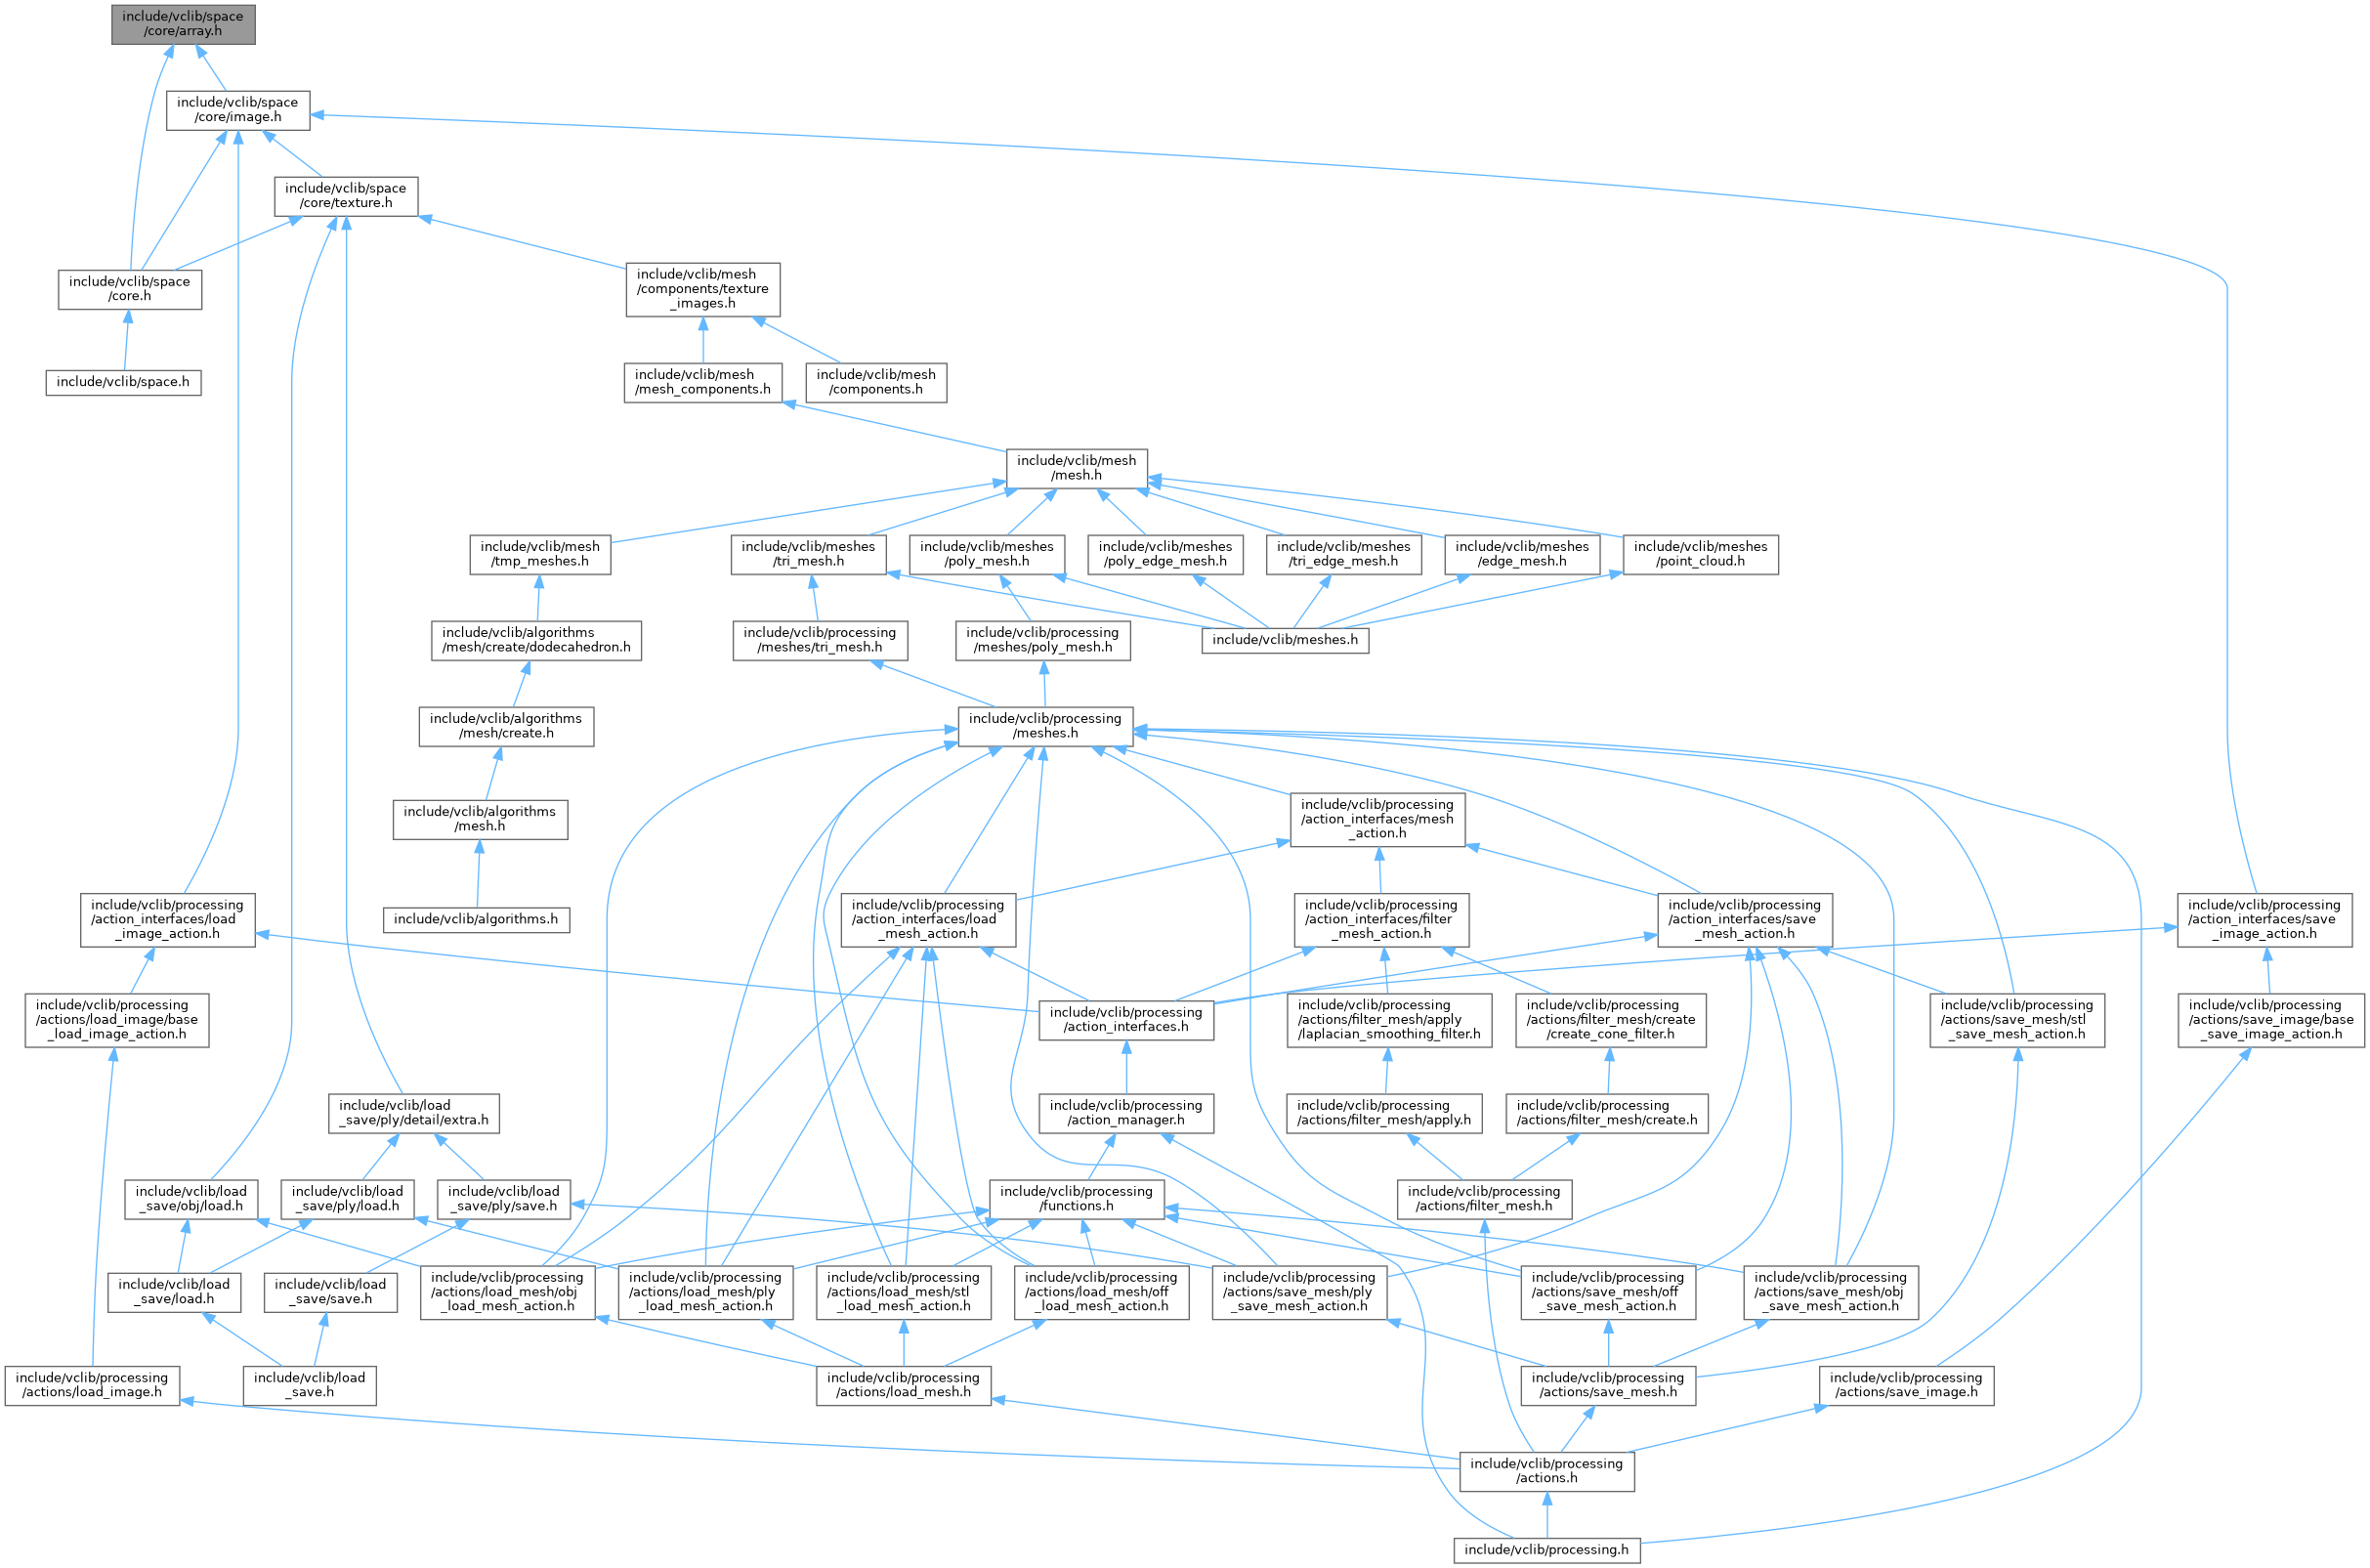 include/vclib/space
/core/array.h
include/vclib/space
/core/image.h
include/vclib/space
/core/texture.h
include/vclib/space
/core.h
include/vclib/mesh
/components/texture
_images.h
include/vclib/space.h
include/vclib/mesh
/mesh_components.h
include/vclib/mesh
/components.h
include/vclib/mesh
/mesh.h
include/vclib/mesh
/tmp_meshes.h
include/vclib/meshes
/tri_mesh.h
include/vclib/meshes
/poly_mesh.h
include/vclib/meshes
/poly_edge_mesh.h
include/vclib/meshes
/tri_edge_mesh.h
include/vclib/meshes
/edge_mesh.h
include/vclib/meshes
/point_cloud.h
include/vclib/algorithms
/mesh/create/dodecahedron.h
include/vclib/processing
/meshes/tri_mesh.h
include/vclib/processing
/meshes/poly_mesh.h
include/vclib/meshes.h
include/vclib/algorithms
/mesh/create.h
include/vclib/processing
/meshes.h
include/vclib/algorithms
/mesh.h
include/vclib/processing
/action_interfaces/mesh
_action.h
include/vclib/processing
/action_interfaces/load
_image_action.h
include/vclib/algorithms.h
include/vclib/processing
/action_interfaces/load
_mesh_action.h
include/vclib/processing
/action_interfaces/filter
_mesh_action.h
include/vclib/processing
/action_interfaces/save
_mesh_action.h
include/vclib/processing
/action_interfaces/save
_image_action.h
include/vclib/processing
/actions/load_image/base
_load_image_action.h
include/vclib/processing
/action_interfaces.h
include/vclib/processing
/actions/filter_mesh/apply
/laplacian_smoothing_filter.h
include/vclib/processing
/actions/filter_mesh/create
/create_cone_filter.h
include/vclib/processing
/actions/save_mesh/stl
_save_mesh_action.h
include/vclib/processing
/actions/save_image/base
_save_image_action.h
include/vclib/load
_save/ply/detail/extra.h
include/vclib/processing
/action_manager.h
include/vclib/processing
/actions/filter_mesh/apply.h
include/vclib/processing
/actions/filter_mesh/create.h
include/vclib/load
_save/obj/load.h
include/vclib/load
_save/ply/load.h
include/vclib/load
_save/ply/save.h
include/vclib/processing
/functions.h
include/vclib/processing
/actions/filter_mesh.h
include/vclib/load
_save/load.h
include/vclib/load
_save/save.h
include/vclib/processing
/actions/load_mesh/obj
_load_mesh_action.h
include/vclib/processing
/actions/load_mesh/ply
_load_mesh_action.h
include/vclib/processing
/actions/load_mesh/stl
_load_mesh_action.h
include/vclib/processing
/actions/load_mesh/off
_load_mesh_action.h
include/vclib/processing
/actions/save_mesh/ply
_save_mesh_action.h
include/vclib/processing
/actions/save_mesh/off
_save_mesh_action.h
include/vclib/processing
/actions/save_mesh/obj
_save_mesh_action.h
include/vclib/processing
/actions/load_image.h
include/vclib/load
_save.h
include/vclib/processing
/actions/load_mesh.h
include/vclib/processing
/actions/save_mesh.h
include/vclib/processing
/actions/save_image.h
include/vclib/processing
/actions.h
include/vclib/processing.h